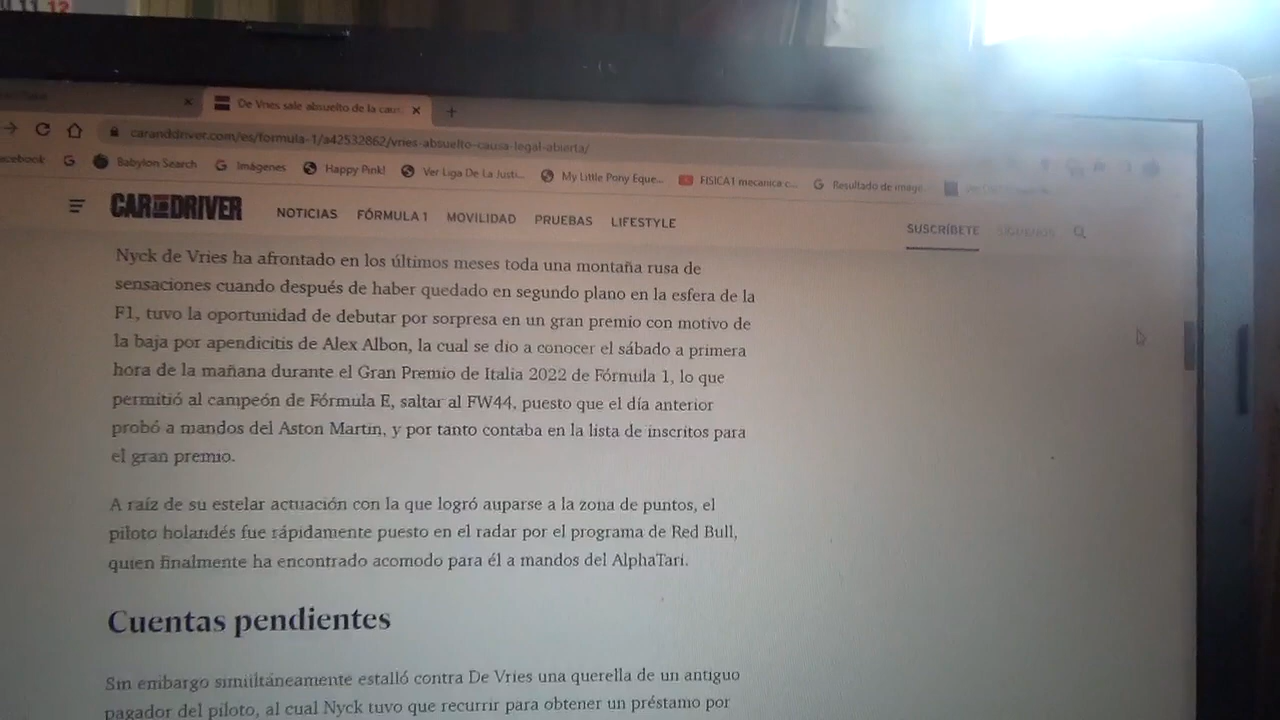 11 12
De Vries sale absuelto de la caus
caranddriver.com/es/formula-1/a42532862/vries-absuelto-causa-legal-abierta/
acebook
Babylon Search
Imágenes
Happy Pink!
Ver Liga De La Justi...
My Little Pony Eque...
FISICA1 mecanica c...
Resultado de imagi...
CAR AND DRIVER
NOTICIAS
FÓRMULA 1
MOVILIDAD
PRUEBAS
LIFESTYLE
SUSCRÍBETE
SÍGUENOS
Nyck de Vries ha afrontado en los últimos meses toda una montaña rusa de
sensaciones cuando después de haber quedado en segundo plano en la esfera de la
F1, tuvo la oportunidad de debutar por sorpresa en un gran premio con motivo de
la baja por apendicitis de Alex Albon, la cual se dio a conocer el sábado a primera
hora de la mañana durante el Gran Premio de Italia 2022 de Fórmula 1, lo que
permitió al campeón de Fórmula E, saltar al FW44, puesto que el día anterior
probó a mandos del Aston Martin, y por tanto contaba en la lista de inscritos para
el gran premio.
A raíz de su estelar actuación con la que logró auparse a la zona de puntos, el
piloto holandés fue rápidamente puesto en el radar por el programa de Red Bull,
quien finalmente ha encontrado acomodo para él a mandos del AlphaTari.
Cuentas pendientes
Sin embargo simultáneamente estalló contra De Vries una querella de un antiguo
pagador del piloto, al cual Nyck tuvo que recurrir para obtener un préstamo por